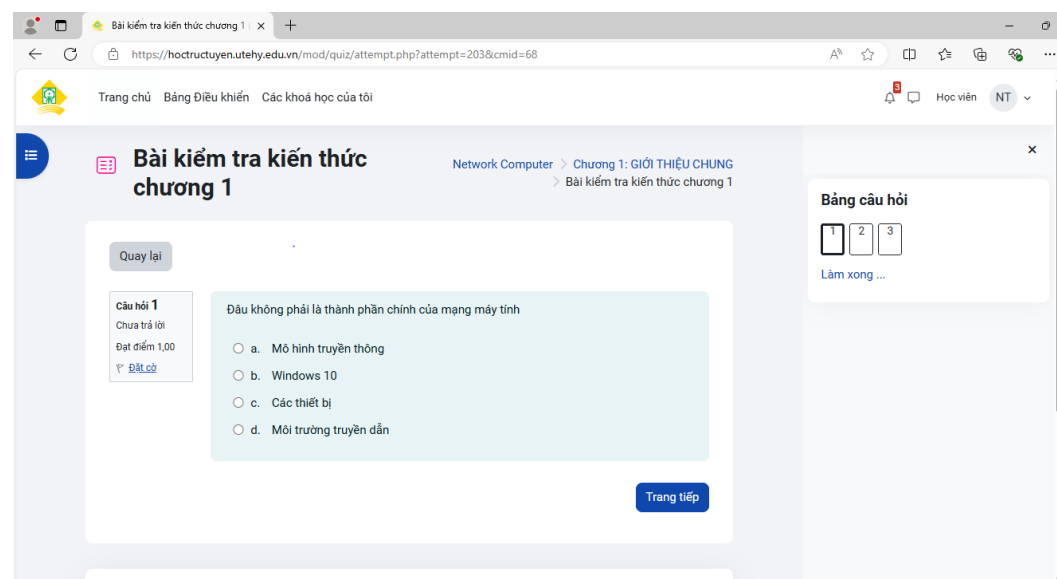 Bài kiểm tra kiến thức chương 1
https://hoctructuyen.utehy.edu.vn/mod/quiz/attempt.php?attempt=203&cmid=68
Trang chủ Bảng Điều khiển Các khoá học của tôi
3
Học viên NT
Bài kiểm tra kiến thức
chương 1
Network Computer > Chương 1: GIỚI THIỆU CHUNG
> Bài kiểm tra kiến thức chương 1
Quay lại
Câu hỏi 1
Chưa trả lời
Đạt điểm 1,00
Đặt cờ
Đâu không phải là thành phần chính của mạng máy tính
a. Mô hình truyền thông
b. Windows 10
c. Các thiết bị
d. Môi trường truyền dẫn
Trang tiếp
Bảng câu hỏi
1 2 3
Làm xong ...